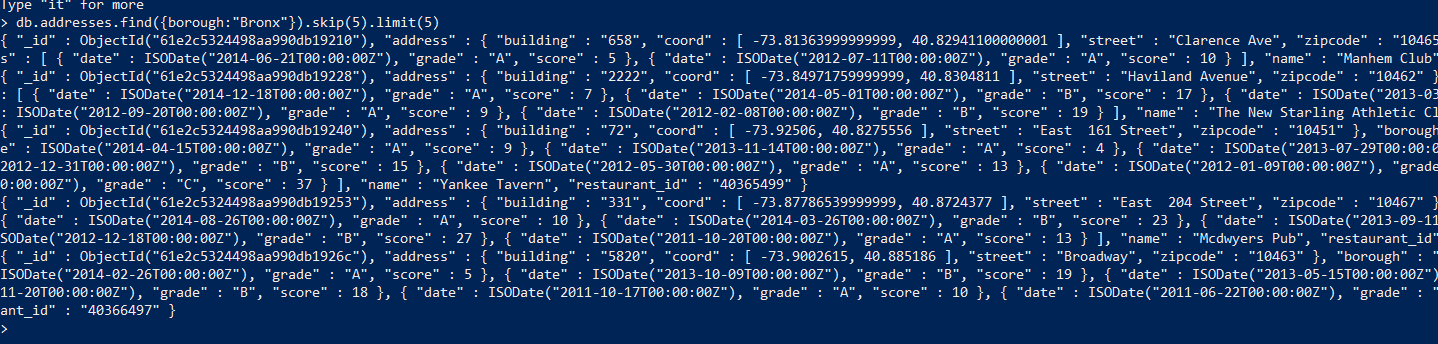 Type "it" for more
> db.addresses.find({borough:"Bronx"}).skip(5).limit(5)
{ "_id" : ObjectId("61e2c5324498aa990db19210"), "address" : { "building" : "658", "coord" : [ -73.81363999999999, 40.82941100000001 ], "street" : "Clarence Ave", "zipcode" : "10465
s" : [ { "date" : ISODate("2014-06-21T00:00:00Z"), "grade" : "A", "score" : 5 }, { "date" : ISODate("2012-07-11T00:00:00Z"), "grade" : "A", "score" : 10 } ], "name" : "Manhem Club"
{ "_id" : ObjectId("61e2c5324498aa990db19228"), "address" : { "building" : "2222", "coord" : [ -73.84971759999999, 40.8304811 ], "street" : "Haviland Avenue", "zipcode" : "10462" }
: [ { "date" : ISODate("2014-12-18T00:00:00Z"), "grade" : "A", "score" : 7 }, { "date" : ISODate("2014-05-01T00:00:00Z"), "grade" : "B", "score" : 17 }, { "date" : ISODate("2013-03
: ISODate("2012-09-20T00:00:00Z"), "grade" : "A", "score" : 9 }, { "date" : ISODate("2012-02-08T00:00:00Z"), "grade" : "B", "score" : 19 } ], "name" : "The New Starling Athletic Cl
{ "_id" : ObjectId("61e2c5324498aa990db19240"), "address" : { "building" : "72", "coord" : [ -73.92506, 40.8275556 ], "street" : "East  161 Street", "zipcode" : "10451" }, "borough
e" : ISODate("2014-04-15T00:00:00Z"), "grade" : "A", "score" : 9 }, { "date" : ISODate("2013-11-14T00:00:00Z"), "grade" : "A", "score" : 4 }, { "date" : ISODate("2013-07-29T00:00:0
2012-12-31T00:00:00Z"), "grade" : "B", "score" : 15 }, { "date" : ISODate("2012-05-30T00:00:00Z"), "grade" : "A", "score" : 13 }, { "date" : ISODate("2012-01-09T00:00:00Z"), "grade
0:00:00Z"), "grade" : "C", "score" : 37 } ], "name" : "Yankee Tavern", "restaurant_id" : "40365499" }
{ "_id" : ObjectId("61e2c5324498aa990db19253"), "address" : { "building" : "331", "coord" : [ -73.87786539999999, 40.8724377 ], "street" : "East  204 Street", "zipcode" : "10467" }
{ "date" : ISODate("2014-08-26T00:00:00Z"), "grade" : "A", "score" : 10 }, { "date" : ISODate("2014-03-26T00:00:00Z"), "grade" : "B", "score" : 23 }, { "date" : ISODate("2013-09-11
SODate("2012-12-18T00:00:00Z"), "grade" : "B", "score" : 27 }, { "date" : ISODate("2011-10-20T00:00:00Z"), "grade" : "A", "score" : 13 } ], "name" : "Mcdwyers Pub", "restaurant_id"
{ "_id" : ObjectId("61e2c5324498aa990db1926c"), "address" : { "building" : "5820", "coord" : [ -73.9002615, 40.885186 ], "street" : "Broadway", "zipcode" : "10463" }, "borough" : "
ISODate("2014-02-26T00:00:00Z"), "grade" : "A", "score" : 5 }, { "date" : ISODate("2013-10-09T00:00:00Z"), "grade" : "B", "score" : 19 }, { "date" : ISODate("2013-05-15T00:00:00Z")
11-20T00:00:00Z"), "grade" : "B", "score" : 18 }, { "date" : ISODate("2011-10-17T00:00:00Z"), "grade" : "A", "score" : 10 }, { "date" : ISODate("2011-06-22T00:00:00Z"), "grade" : "
ant_id" : "40366497" }
>